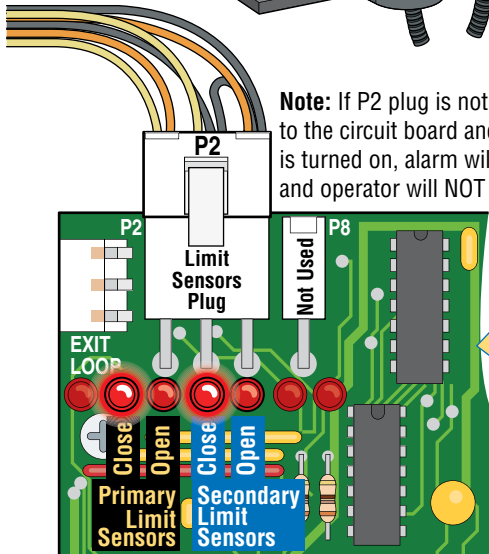 Note: If P2 plug is not
to the circuit board and
is turned on, alarm wil
and operator will NOT
P2
P2
P8
Limit
Sensors
Plug
Not Used
EXIT
LOOP
Close
Open
Close
Open
Primary
Limit
Sensors
Secondary
Limit
Sensors